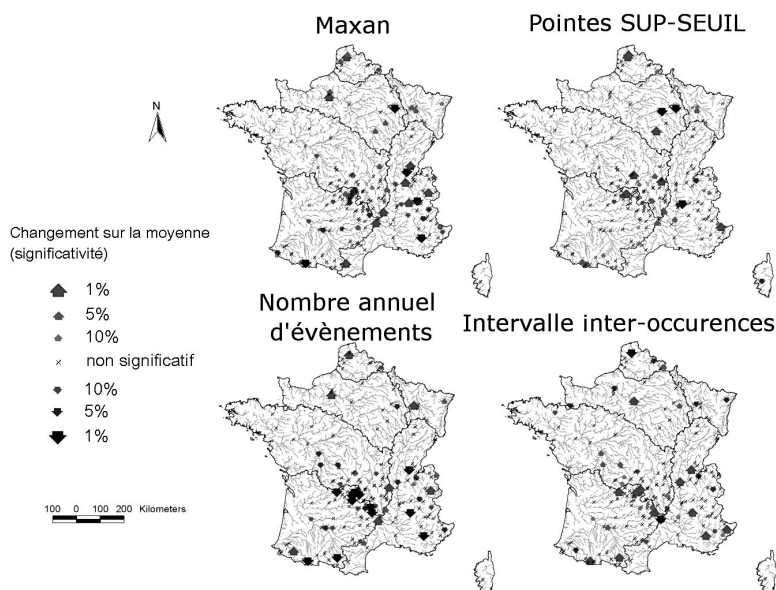 Maxan
Pointes SUP-SEUIL
N
Changement sur la moyenne
(significativité)
1%
5%
10%
non significatif
10%
5%
1%
100 0 100 200 Kilometers
Nombre annuel
d'évènements
Intervalle inter-occurences